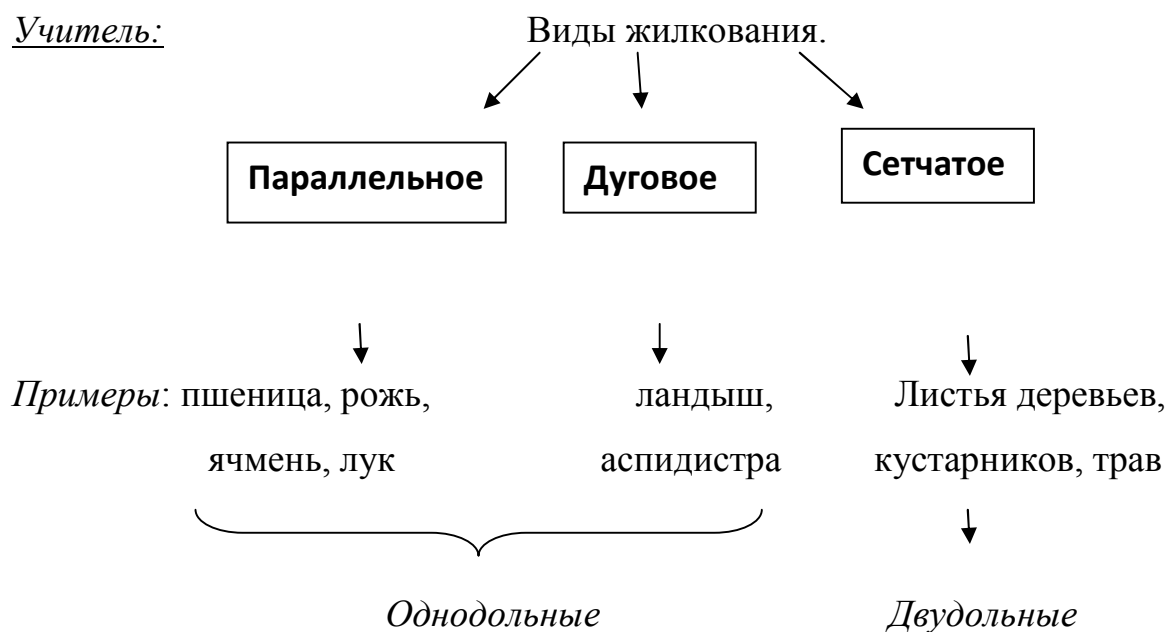 Учитель: Виды жилкования.
Параллельное Дуговое Сетчатое
Примеры: пшеница, рожь, ландыш, Листья деревьев,
ячмень, лук аспидистра кустарников, трав
Однодольные Двудольные